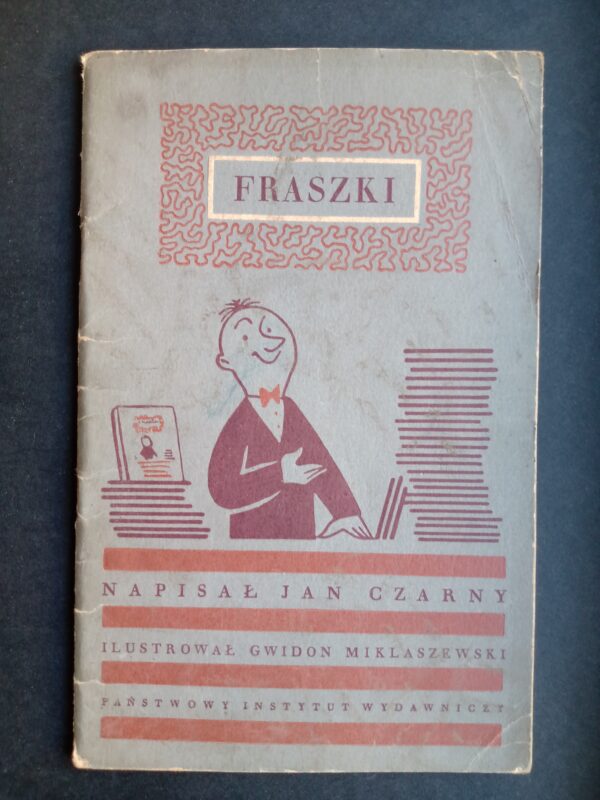 FRASZKI
NAPISAŁ JAN CZARNY
ILUSTROWAŁ GWIDON MIKLASZEWSKI
PAŃSTWOWY INSTYTUT WYDAWNICZY